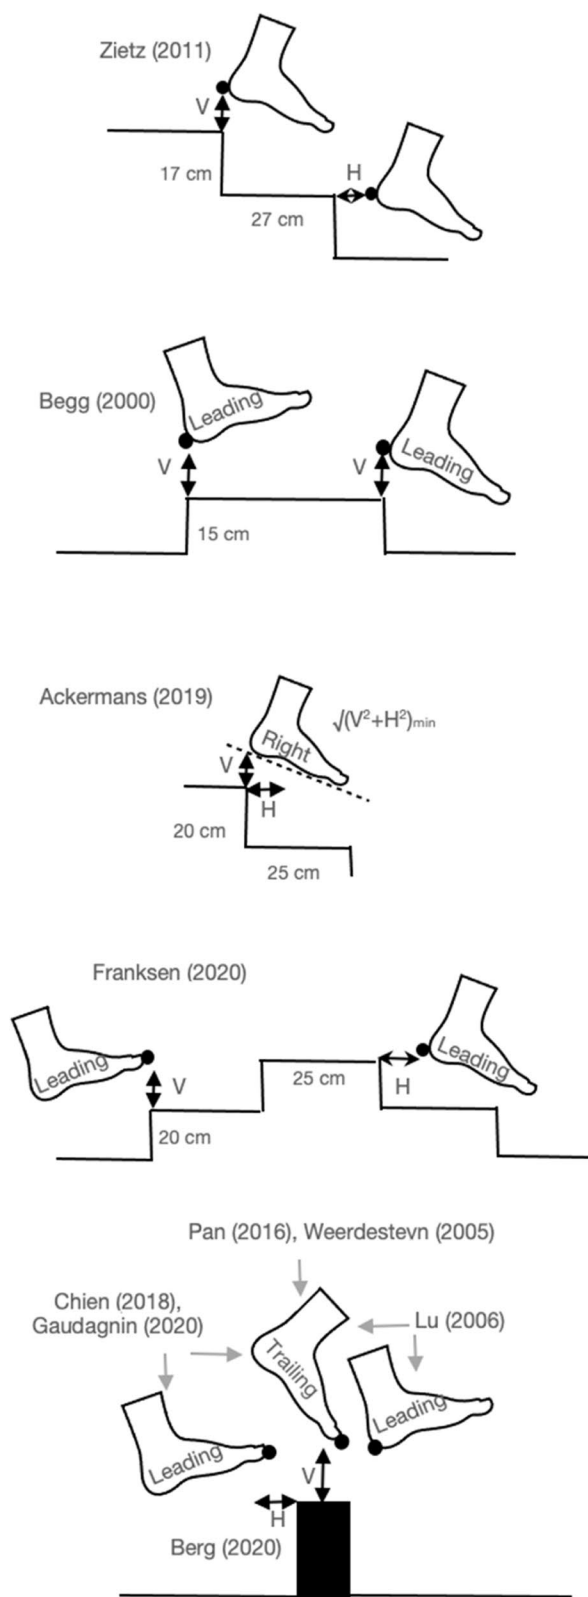 Zietz (2011)
V
17 cm
H
27 cm
Begg (2000)
Leading
V
V
Leading
15 cm
Ackermans (2019)
√(V²+H²)min
Right
V
H
20 cm
25 cm
Franksen (2020)
Leading
V
25 cm
H
Leading
20 cm
Pan (2016), Weerdestevn (2005)
Chien (2018),
Gaudagnin (2020)
Lu (2006)
Trailing
Leading
Leading
V
H
Berg (2020)